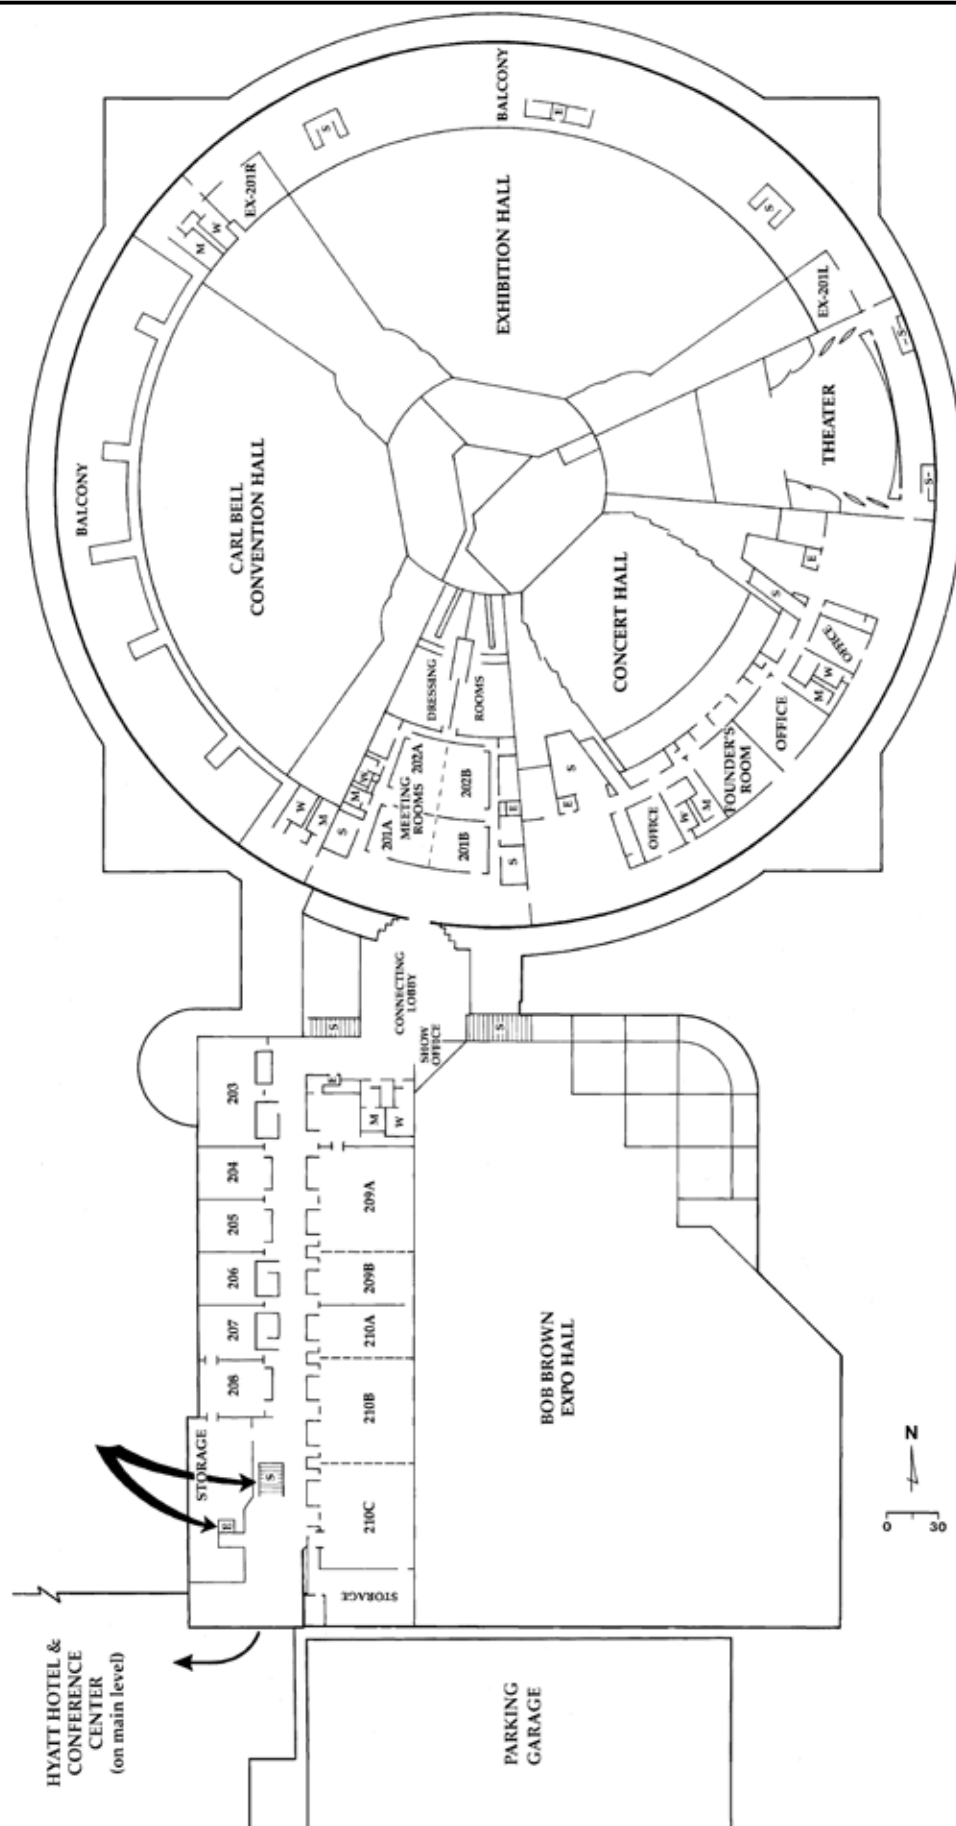 BALCONY
S
E
EX-201R
W
M
S
EXHIBITION HALL
EX-201L
-S-
BALCONY
CARL BELL
CONVENTION HALL
THEATER
S-
CONCERT HALL
E
S
OFFICE
W
M
OFFICE
FOUNDER'S
ROOM
M
W
OFFICE
DRESSING
ROOMS
S
E
W
M
202A
MEETING
ROOMS
201A
202B
201B
E
S
W
M
S
CONNECTING
LOBBY
SHOW
OFFICE
S
S
E
M
W
203
204
205
206
207
208
209A
209B
210A
210B
210C
STORAGE
S
E
STORAGE
BOB BROWN
EXPO HALL
N
0 30
HYATT HOTEL &
CONFERENCE
CENTER
(on main level)
PARKING
GARAGE